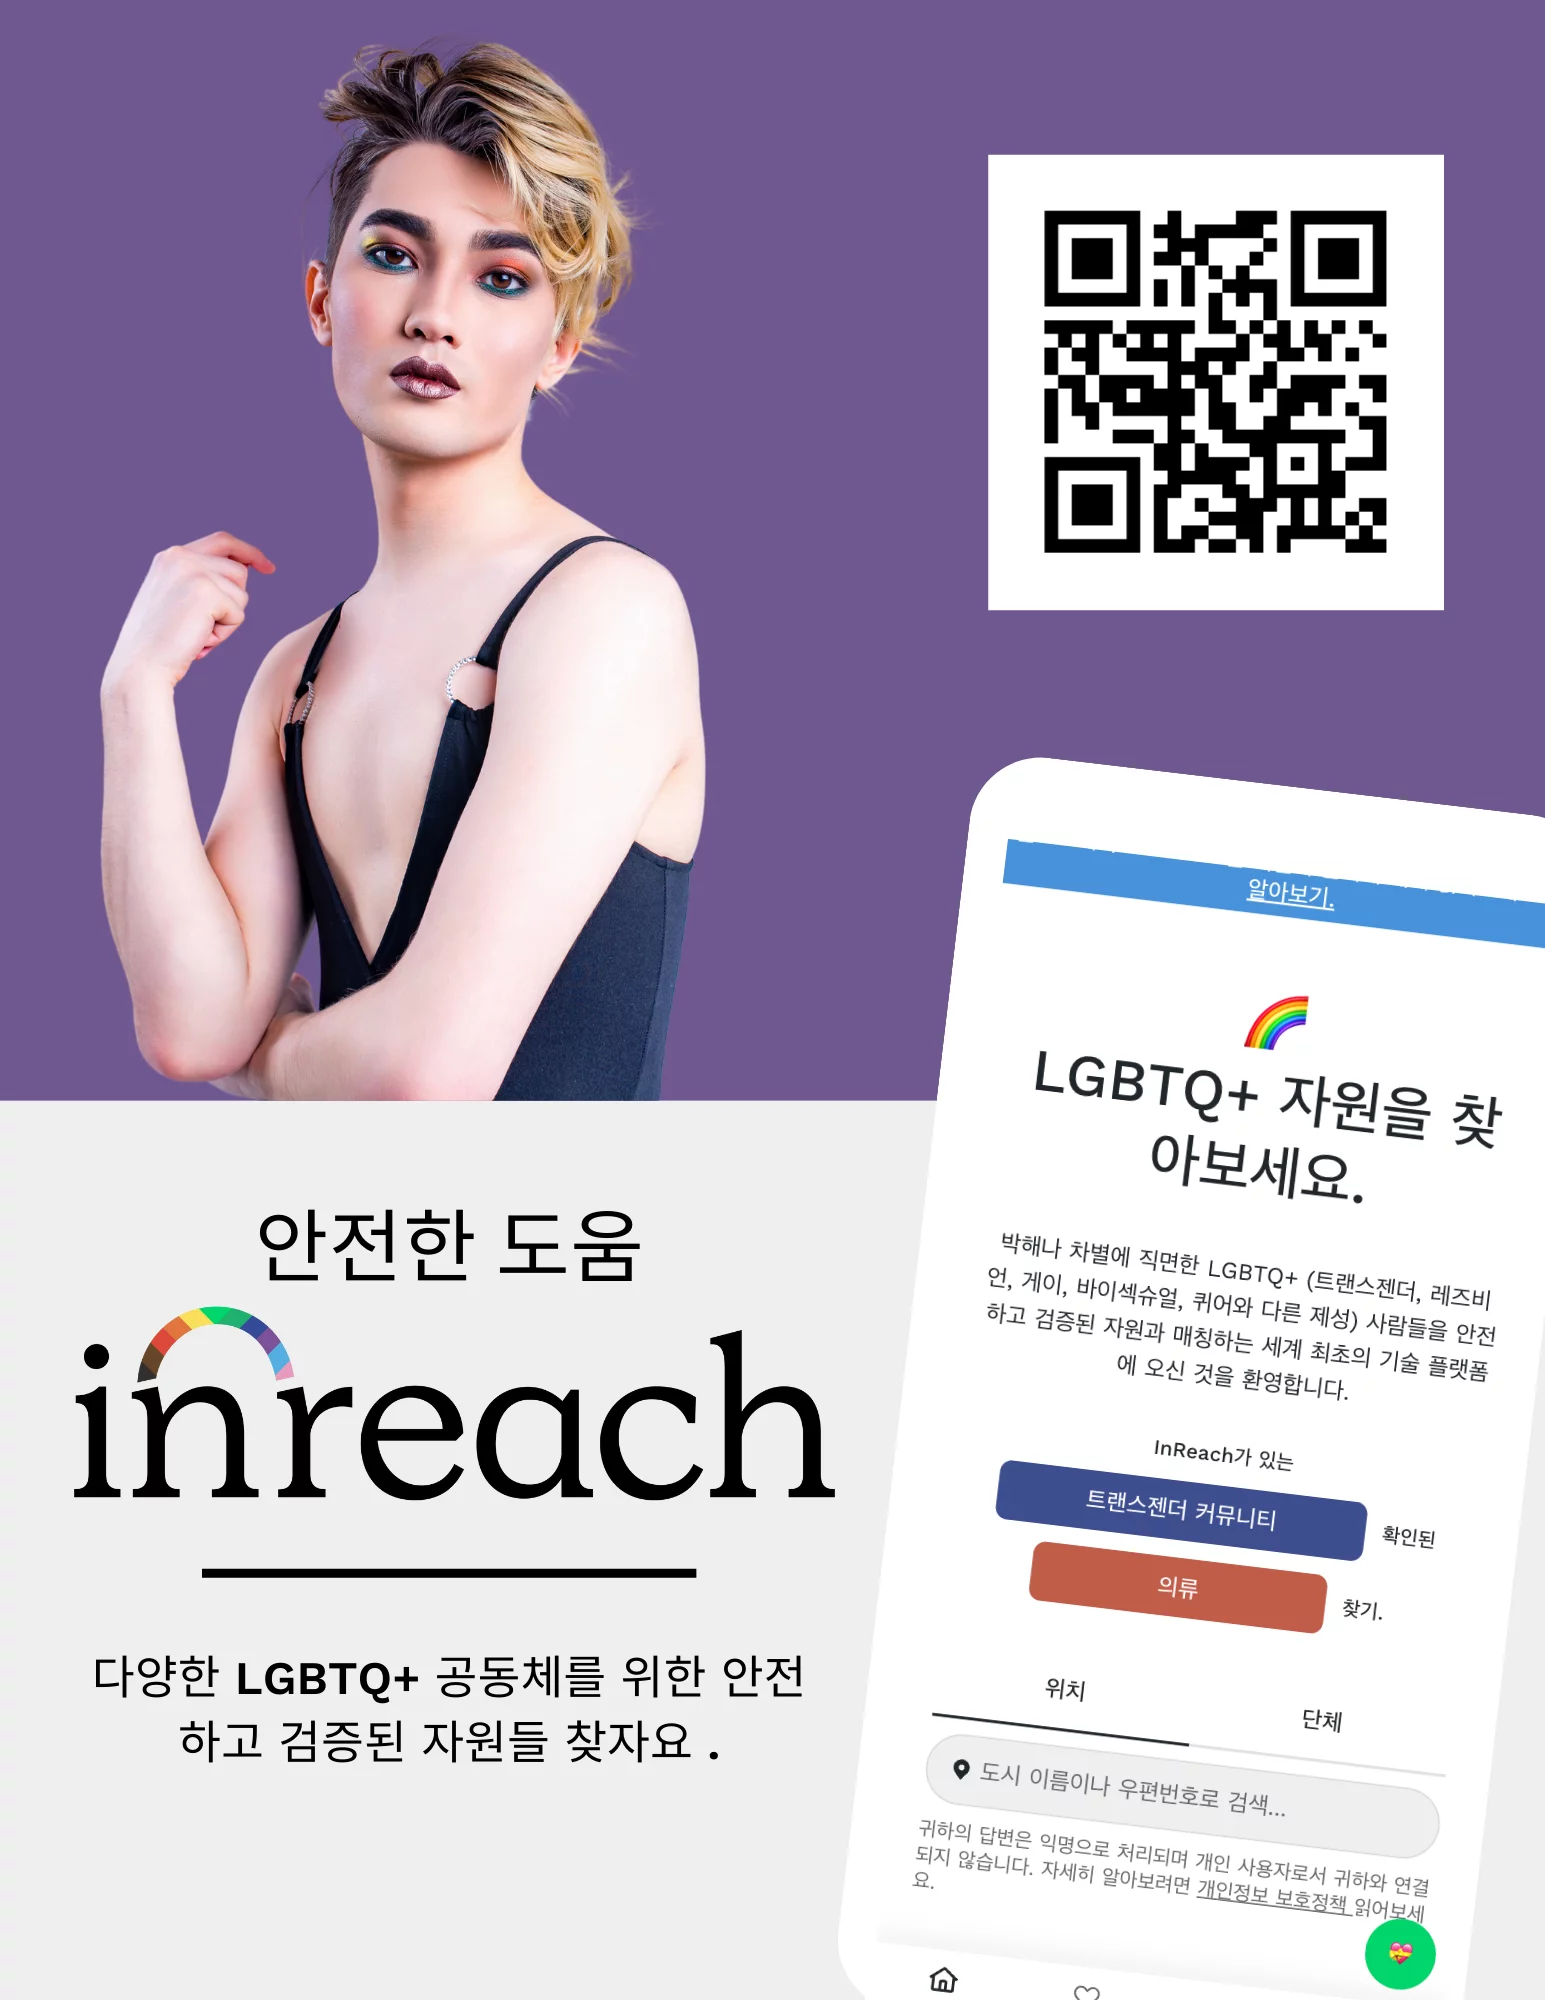 안전한 도움
inreach
다양한 LGBTQ+ 공동체를 위한 안전
하고 검증된 자원들 찾자요 .
알아보기.
LGBTQ+ 자원을 찾
아보세요.
박해나 차별에 직면한 LGBTQ+ (트랜스젠더, 레즈비
언, 게이, 바이섹슈얼, 퀴어와 다른 제성) 사람들을 안전
하고 검증된 자원과 매칭하는 세계 최초의 기술 플랫폼
에 오신 것을 환영합니다.
InReach가 있는
트랜스젠더 커뮤니티 확인된
의류 찾기.
위치 단체
도시 이름이나 우편번호로 검색...
귀하의 답변은 익명으로 처리되며 개인 사용자로서 귀하와 연결
되지 않습니다. 자세히 알아보려면 개인정보 보호정책 읽어보세
요.